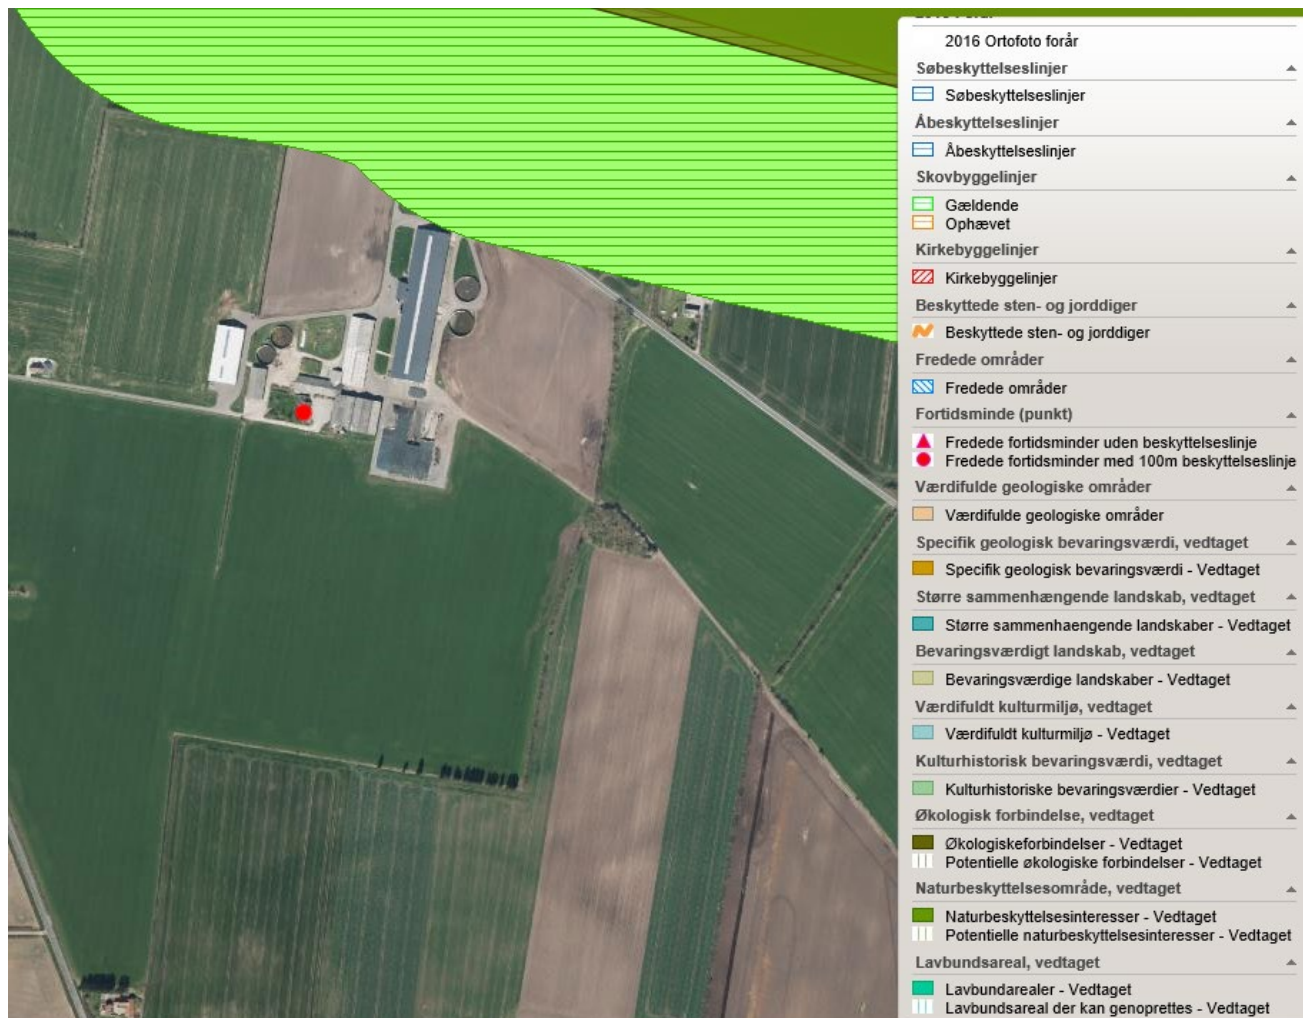 2016 Ortofoto forår
Søbeskyttelseslinjer
Søbeskyttelseslinjer
Åbeskyttelseslinjer
Åbeskyttelseslinjer
Skovbyggelinjer
Gældende
Ophævet
Kirkebyggelinjer
Kirkebyggelinjer
Beskyttede sten- og jorddiger
Beskyttede sten- og jorddiger
Fredede områder
Fredede områder
Fortidsminde (punkt)
Fredede fortidsminder uden beskyttelseslinje
Fredede fortidsminder med 100m beskyttelseslinje
Værdifulde geologiske områder
Værdifulde geologiske områder
Specifik geologisk bevaringsværdi, vedtaget
Specifik geologisk bevaringsværdi - Vedtaget
Større sammenhængende landskab, vedtaget
Større sammenhaengende landskaber - Vedtaget
Bevaringsværdigt landskab, vedtaget
Bevaringsværdige landskaber - Vedtaget
Værdifuldt kulturmiljø, vedtaget
Værdifuldt kulturmiljø - Vedtaget
Kulturhistorisk bevaringsværdi, vedtaget
Kulturhistoriske bevaringsværdier - Vedtaget
Økologisk forbindelse, vedtaget
Økologiskeforbindelser - Vedtaget
Potentielle økologiske forbindelser - Vedtaget
Naturbeskyttelsesområde, vedtaget
Naturbeskyttelsesinteresser - Vedtaget
Potentielle naturbeskyttelsesinteresser - Vedtaget
Lavbundsareal, vedtaget
Lavbundarealer - Vedtaget
Lavbundsareal der kan genoprettes - Vedtaget